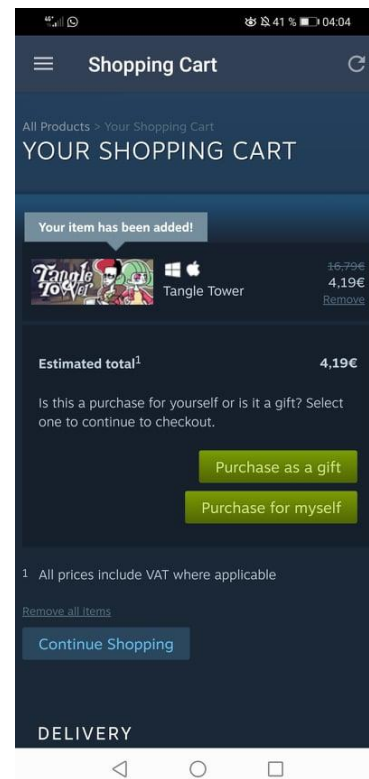 41 % 04:04
Shopping Cart
All Products > Your Shopping Cart
YOUR SHOPPING CART
Your item has been added!
Tangle
Tower
16,79€
4,19€
Tangle Tower
Remove
Estimated total¹ 4,19€
Is this a purchase for yourself or is it a gift? Select
one to continue to checkout.
Purchase as a gift
Purchase for myself
¹ All prices include VAT where applicable
Remove all items
Continue Shopping
DELIVERY